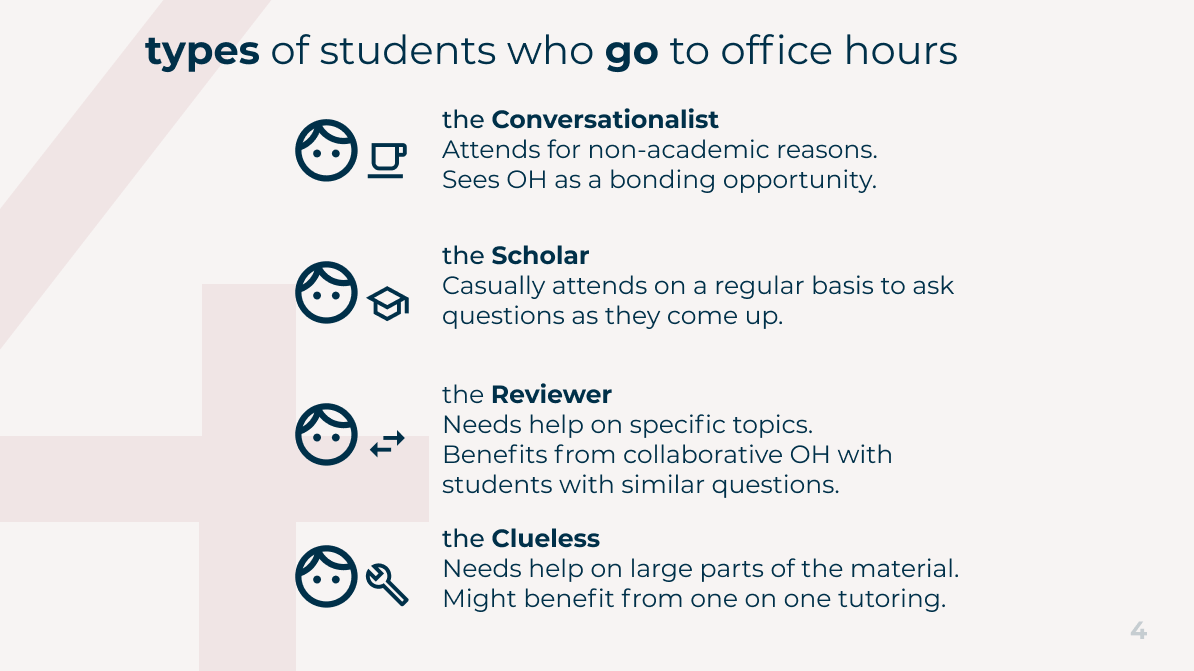 types of students who go to office hours
the Conversationalist
Attends for non-academic reasons.
Sees OH as a bonding opportunity.
the Scholar
Casually attends on a regular basis to ask
questions as they come up.
the Reviewer
Needs help on specific topics.
Benefits from collaborative OH with
students with similar questions.
the Clueless
Needs help on large parts of the material.
Might benefit from one on one tutoring.
4
4